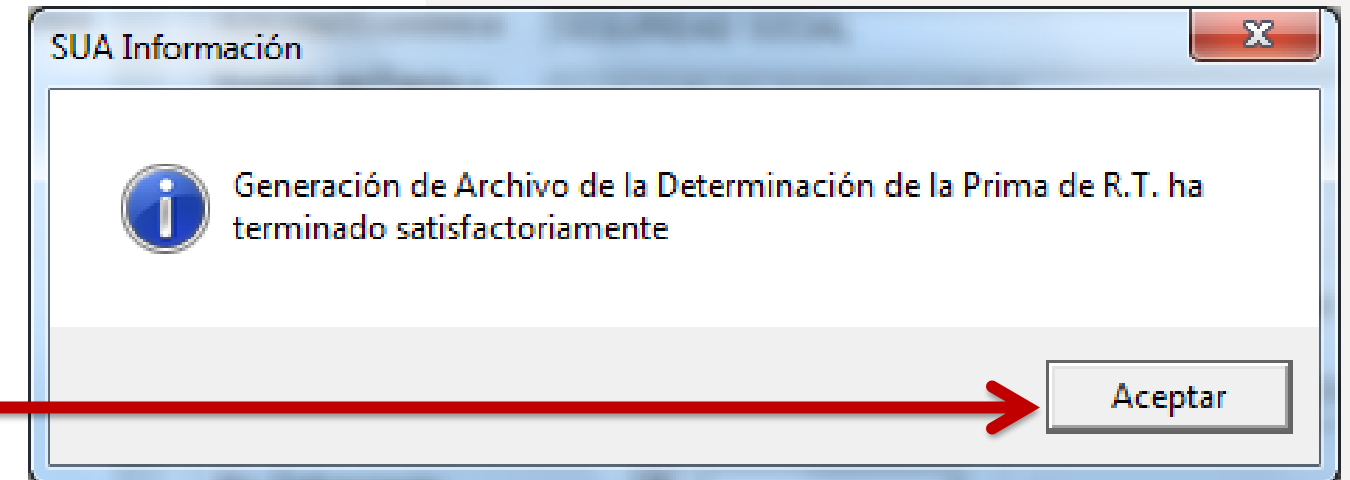 SUA Información
Generación de Archivo de la Determinación de la Prima de R.T. ha
terminado satisfactoriamente
Aceptar